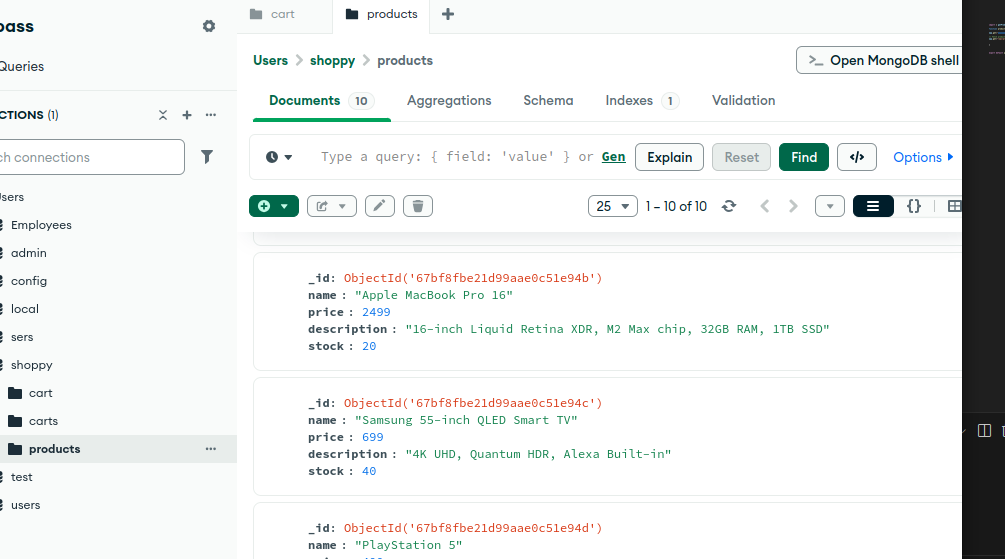 pass
Queries
CTIONS (1)
ch connections
sers
Employees
admin
config
local
sers
shoppy
cart
carts
products
test
users
cart
products
Users > shoppy > products
>_ Open MongoDB shell
Documents 10 Aggregations Schema Indexes 1 Validation
Type a query: { field: 'value' } or Gen Explain Reset Find </> Options
25 1 – 10 of 10 {}
_id: ObjectId('67bf8fbe21d99aae0c51e94b')
name : "Apple MacBook Pro 16"
price : 2499
description : "16-inch Liquid Retina XDR, M2 Max chip, 32GB RAM, 1TB SSD"
stock : 20
_id: ObjectId('67bf8fbe21d99aae0c51e94c')
name : "Samsung 55-inch QLED Smart TV"
price : 699
description : "4K UHD, Quantum HDR, Alexa Built-in"
stock : 40
_id: ObjectId('67bf8fbe21d99aae0c51e94d')
name : "PlayStation 5"